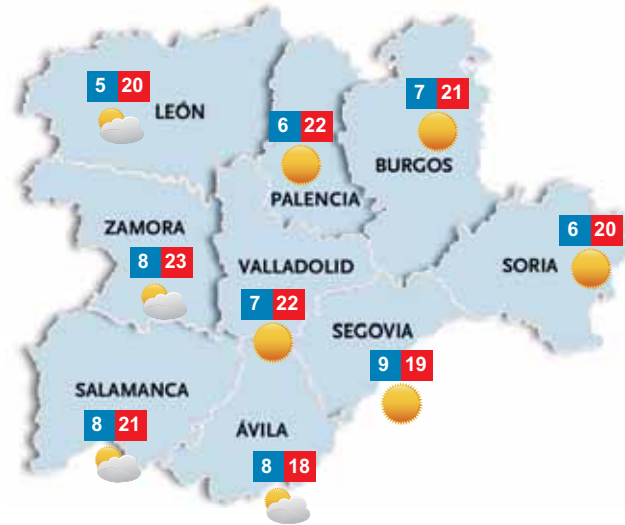 5 20
LEÓN
7 21
BURGOS
6 22
PALENCIA
ZAMORA
8 23
VALLADOLID
7 22
6 20
SORIA
SEGOVIA
9 19
SALAMANCA
8 21
ÁVILA
8 18